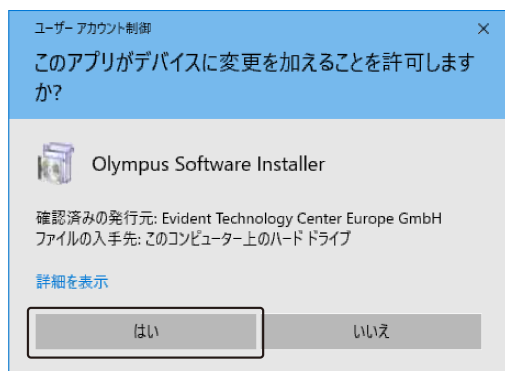 ユーザー アカウント制御
このアプリがデバイスに変更を加えることを許可します
か?
Olympus Software Installer
確認済みの発行元: Evident Technology Center Europe GmbH
ファイルの入手先: このコンピューター上のハード ドライブ
詳細を表示
はい
いいえ